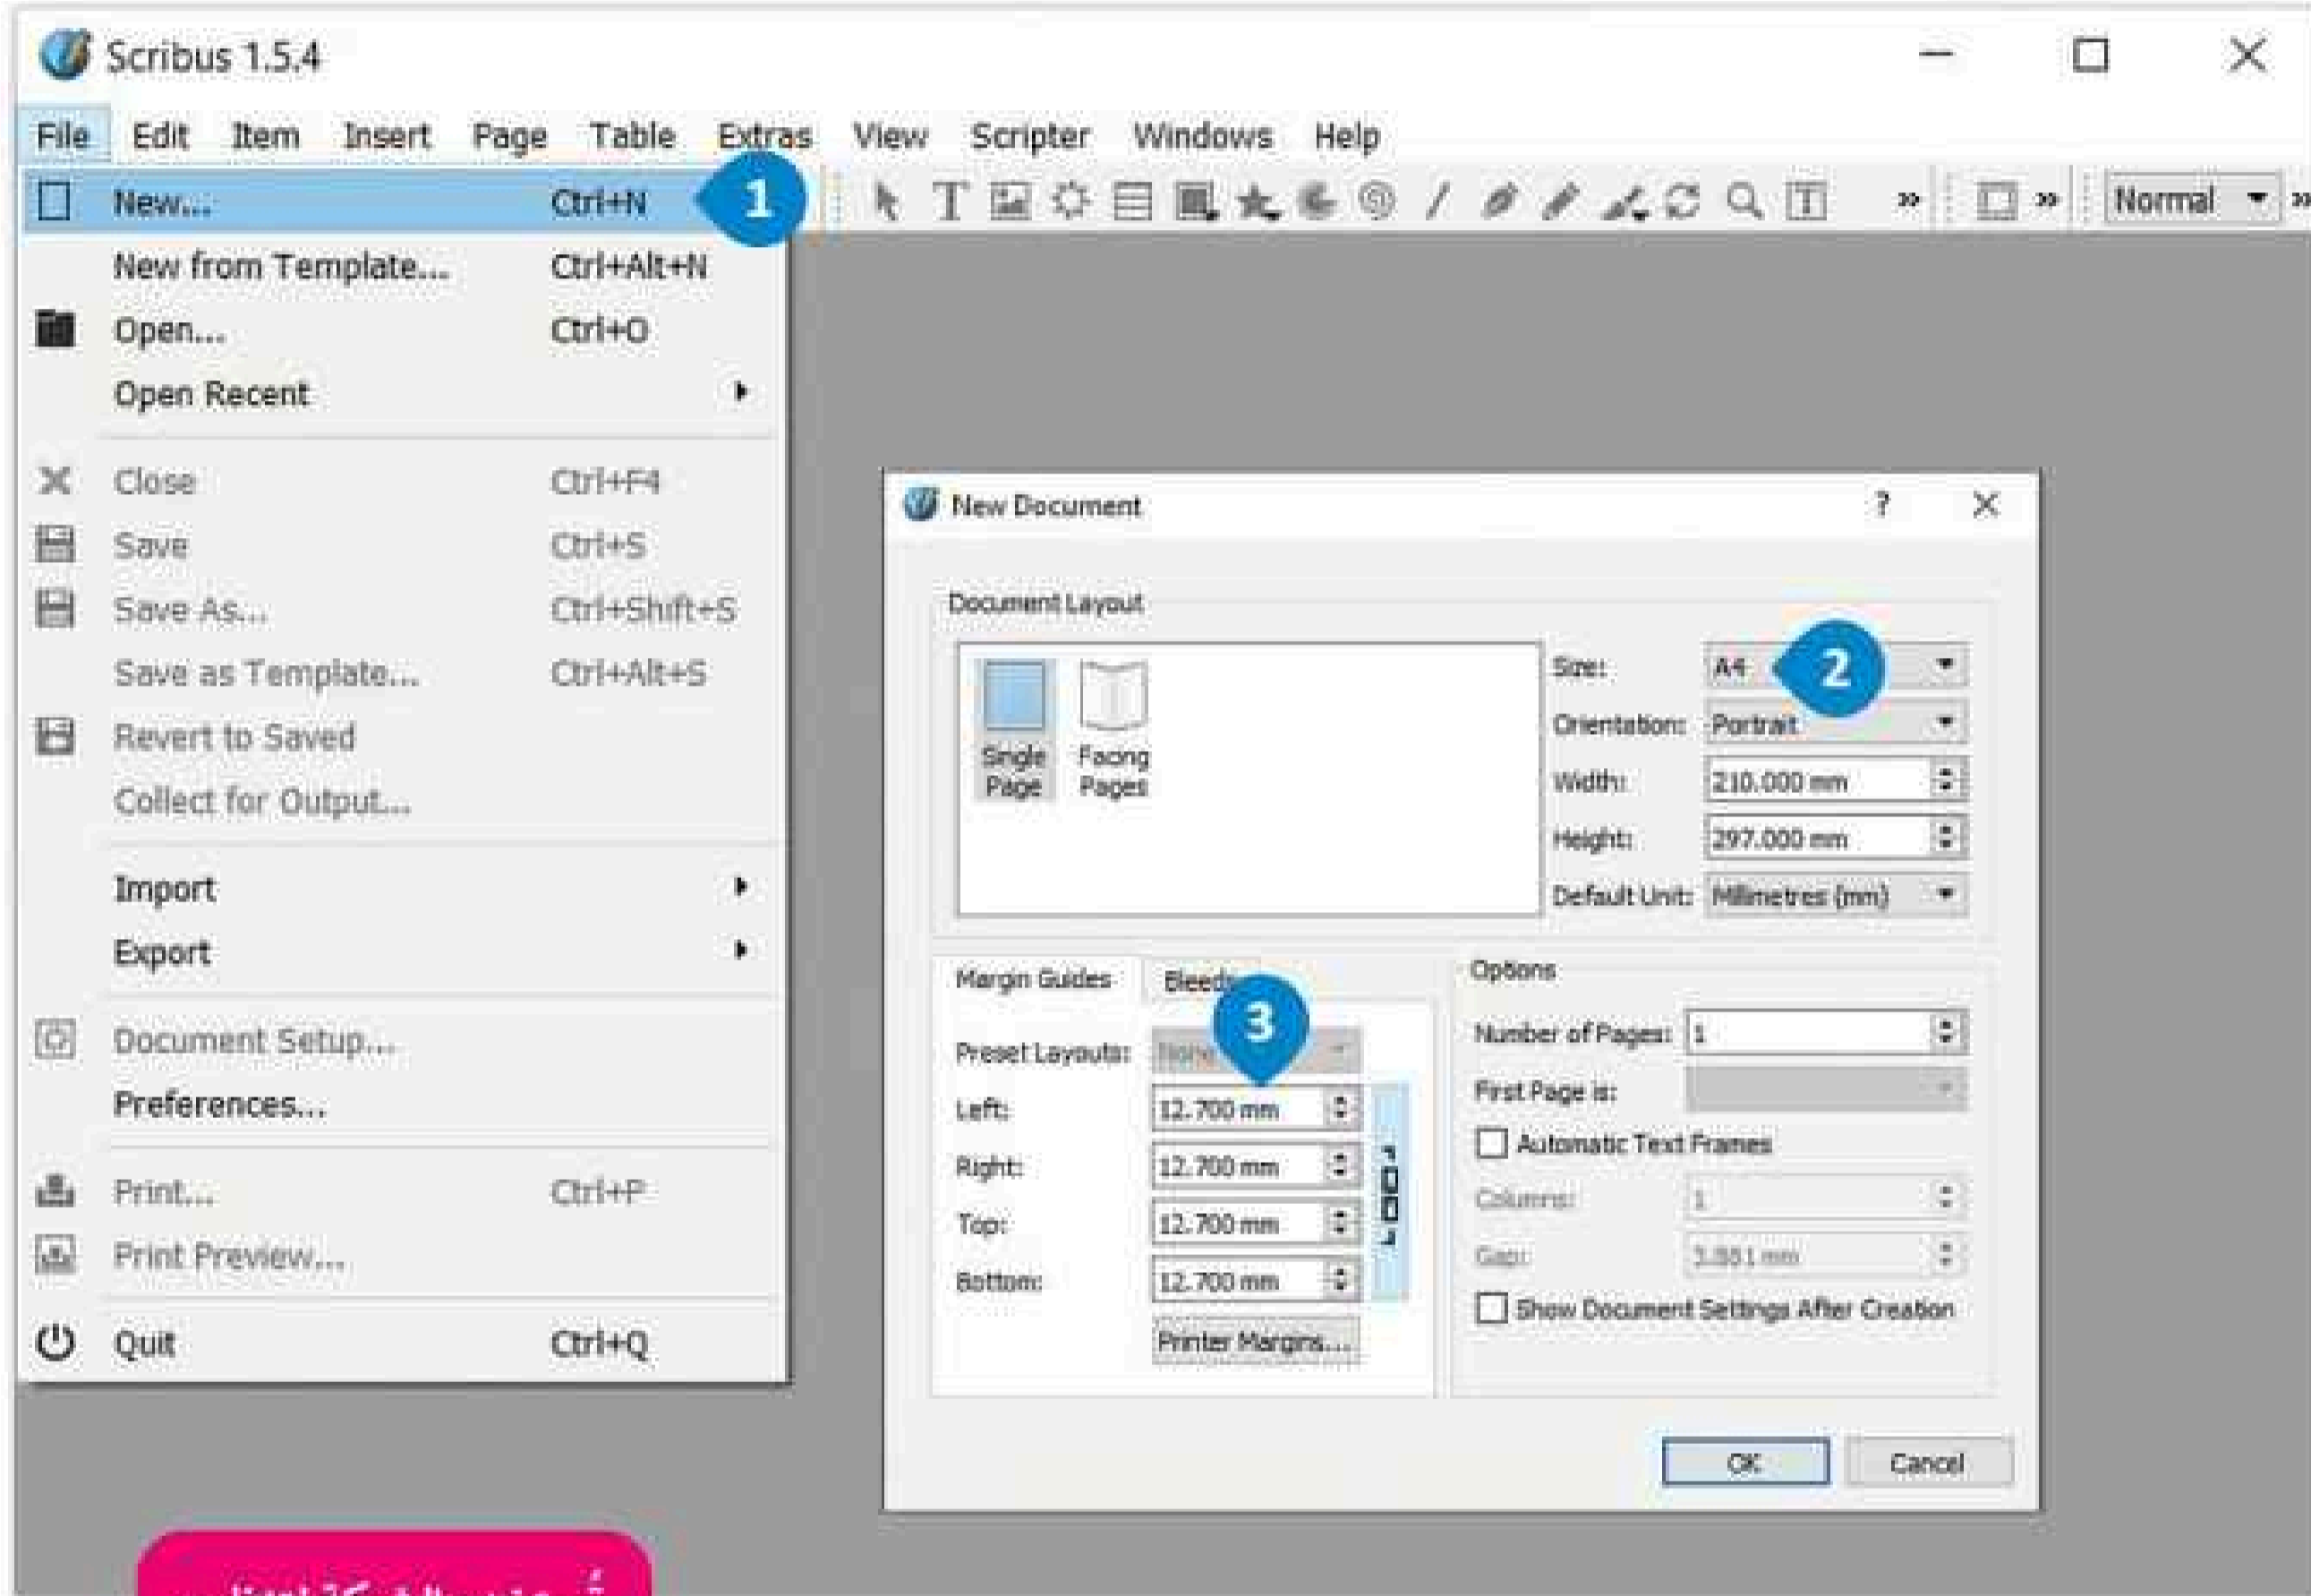 Scribus 1.5.4
File Edit Item Insert Page Table Extras View Scripter Windows Help
New... Ctrl+N 1
Normal
New from Template... Ctrl+Alt+N
Open... Ctrl+O
Open Recent
Close Ctrl+F4
Save Ctrl+S
Save As... Ctrl+Shift+S
Save as Template... Ctrl+Alt+S
Revert to Saved
Collect for Output...
Import
Export
Document Setup...
Preferences...
Print... Ctrl+P
Print Preview...
Quit Ctrl+Q
New Document ?
Document Layout
Single Page
Facing Pages
Size: A4 2
Orientation: Portrait
Width: 210.000 mm
Height: 297.000 mm
Default Unit: Millimetres (mm)
Margin Guides Bleeds
3
Preset Layouts: None
Left: 12.700 mm
Right: 12.700 mm
Top: 12.700 mm
Bottom: 12.700 mm
Printer Margins...
Options
Number of Pages: 1
First Page is:
Automatic Text Frames
Columns: 1
Gap: 3.881 mm
Show Document Settings After Creation
OK Cancel